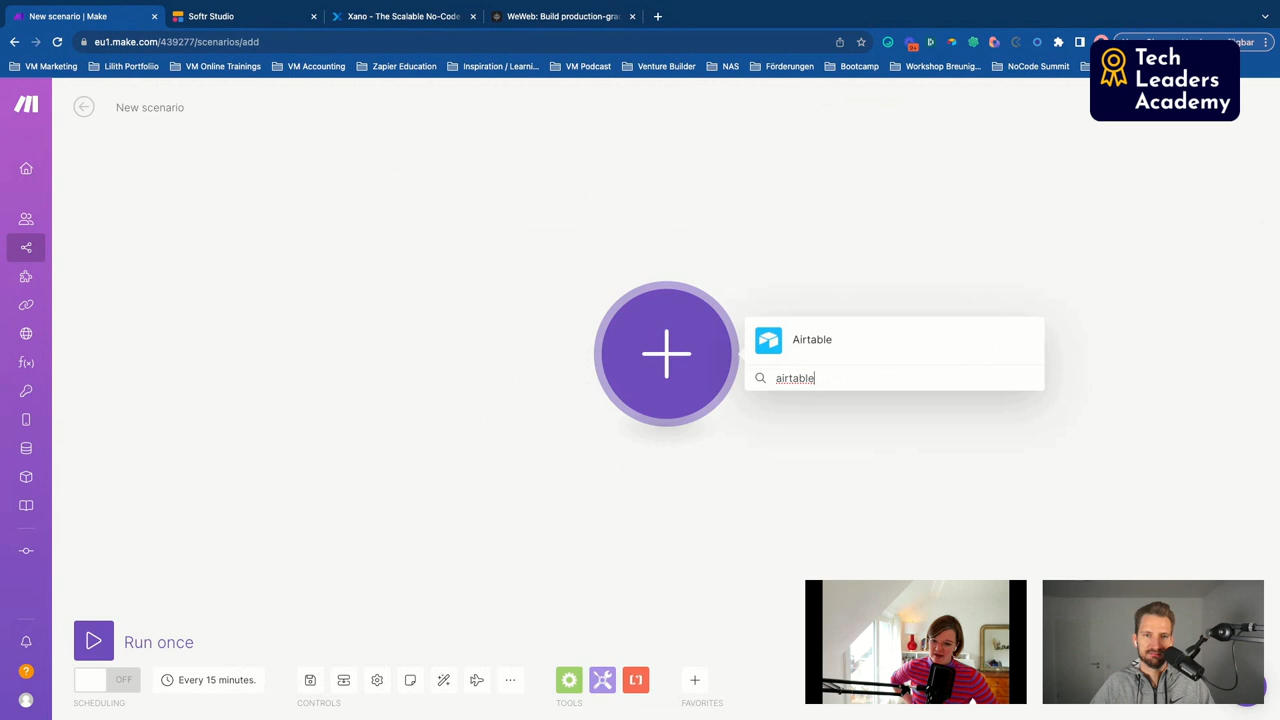 New scenario | Make
Softr Studio
Xano - The Scalable No-Code
WeWeb: Build production-gra
eu1.make.com/439277/scenarios/add
VM Marketing
Lilith Portfoliio
VM Online Trainings
VM Accounting
Zapier Education
Inspiration / Learni...
VM Podcast
Venture Builder
NAS
Förderungen
Bootcamp
Workshop Breunig...
NoCode Summit
Tech
Leaders
Academy
New scenario
Airtable
airtable
Run once
OFF
Every 15 minutes.
SCHEDULING
CONTROLS
TOOLS
FAVORITES